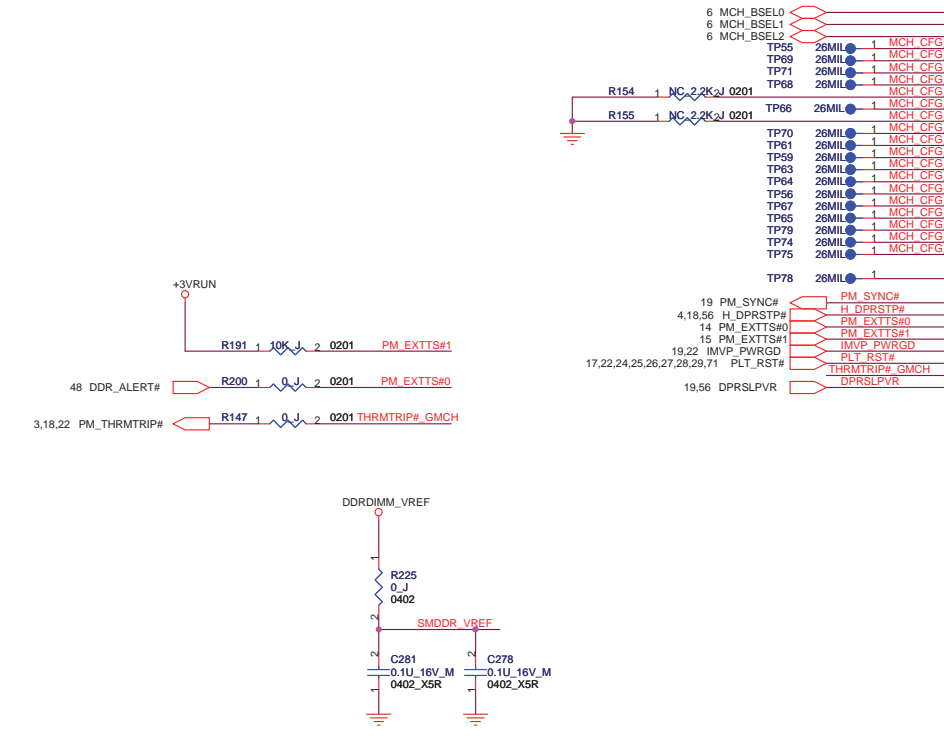 6 MCH_BSEL0
6 MCH_BSEL1
6 MCH_BSEL2
TP55 26MIL 1 MCH_CFG
TP69 26MIL 1 MCH_CFG
TP71 26MIL 1 MCH_CFG
TP68 26MIL 1 MCH_CFG
R154 1 NC_2.2K_J 2 0201 MCH_CFG
TP66 26MIL 1 MCH_CFG
R155 1 NC_2.2K_J 2 0201 MCH_CFG
TP70 26MIL 1 MCH_CFG
TP61 26MIL 1 MCH_CFG
TP59 26MIL 1 MCH_CFG
TP63 26MIL 1 MCH_CFG
TP64 26MIL 1 MCH_CFG
TP56 26MIL 1 MCH_CFG
TP67 26MIL 1 MCH_CFG
TP65 26MIL 1 MCH_CFG
TP79 26MIL 1 MCH_CFG
TP74 26MIL 1 MCH_CFG
TP75 26MIL 1 MCH_CFG
TP78 26MIL 1
19 PM_SYNC# PM_SYNC#
4,18,56 H_DPRSTP# H_DPRSTP#
14 PM_EXTTS#0 PM_EXTTS#0
15 PM_EXTTS#1 PM_EXTTS#1
19,22 IMVP_PWRGD IMVP_PWRGD
17,22,24,25,26,27,28,29,71 PLT_RST# PLT_RST#
THRMTRIP#_GMCH
19,56 DPRSLPVR DPRSLPVR
+3VRUN
R191 1 10K_J 2 0201 PM_EXTTS#1
48 DDR_ALERT# R200 1 0_J 2 0201 PM_EXTTS#0
3,18,22 PM_THRMTRIP# R147 1 0_J 2 0201 THRMTRIP#_GMCH
DDRDIMM_VREF
1
R225
0_J
0402
2
SMDDR_VREF
2 C281 2 C278
0.1U_16V_M 0.1U_16V_M
1 0402_X5R 1 0402_X5R